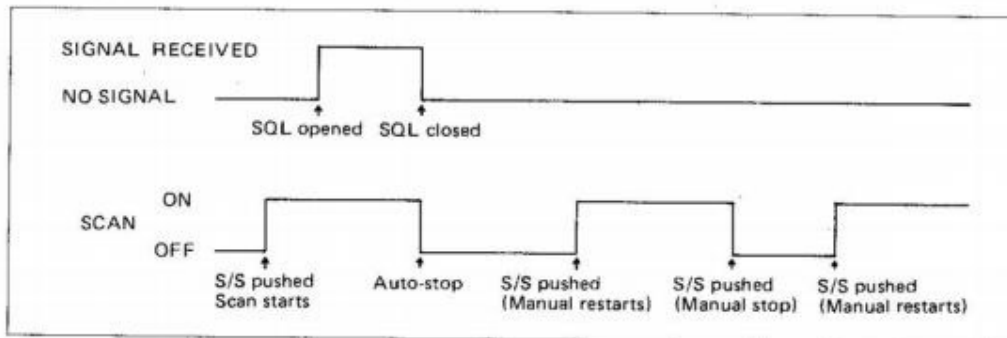 SIGNAL RECEIVED
NO SIGNAL
SQL opened
SQL closed
ON
SCAN
OFF
S/S pushed
Scan starts
Auto-stop
S/S pushed
(Manual restarts)
S/S pushed
(Manual stop)
S/S pushed
(Manual restarts)